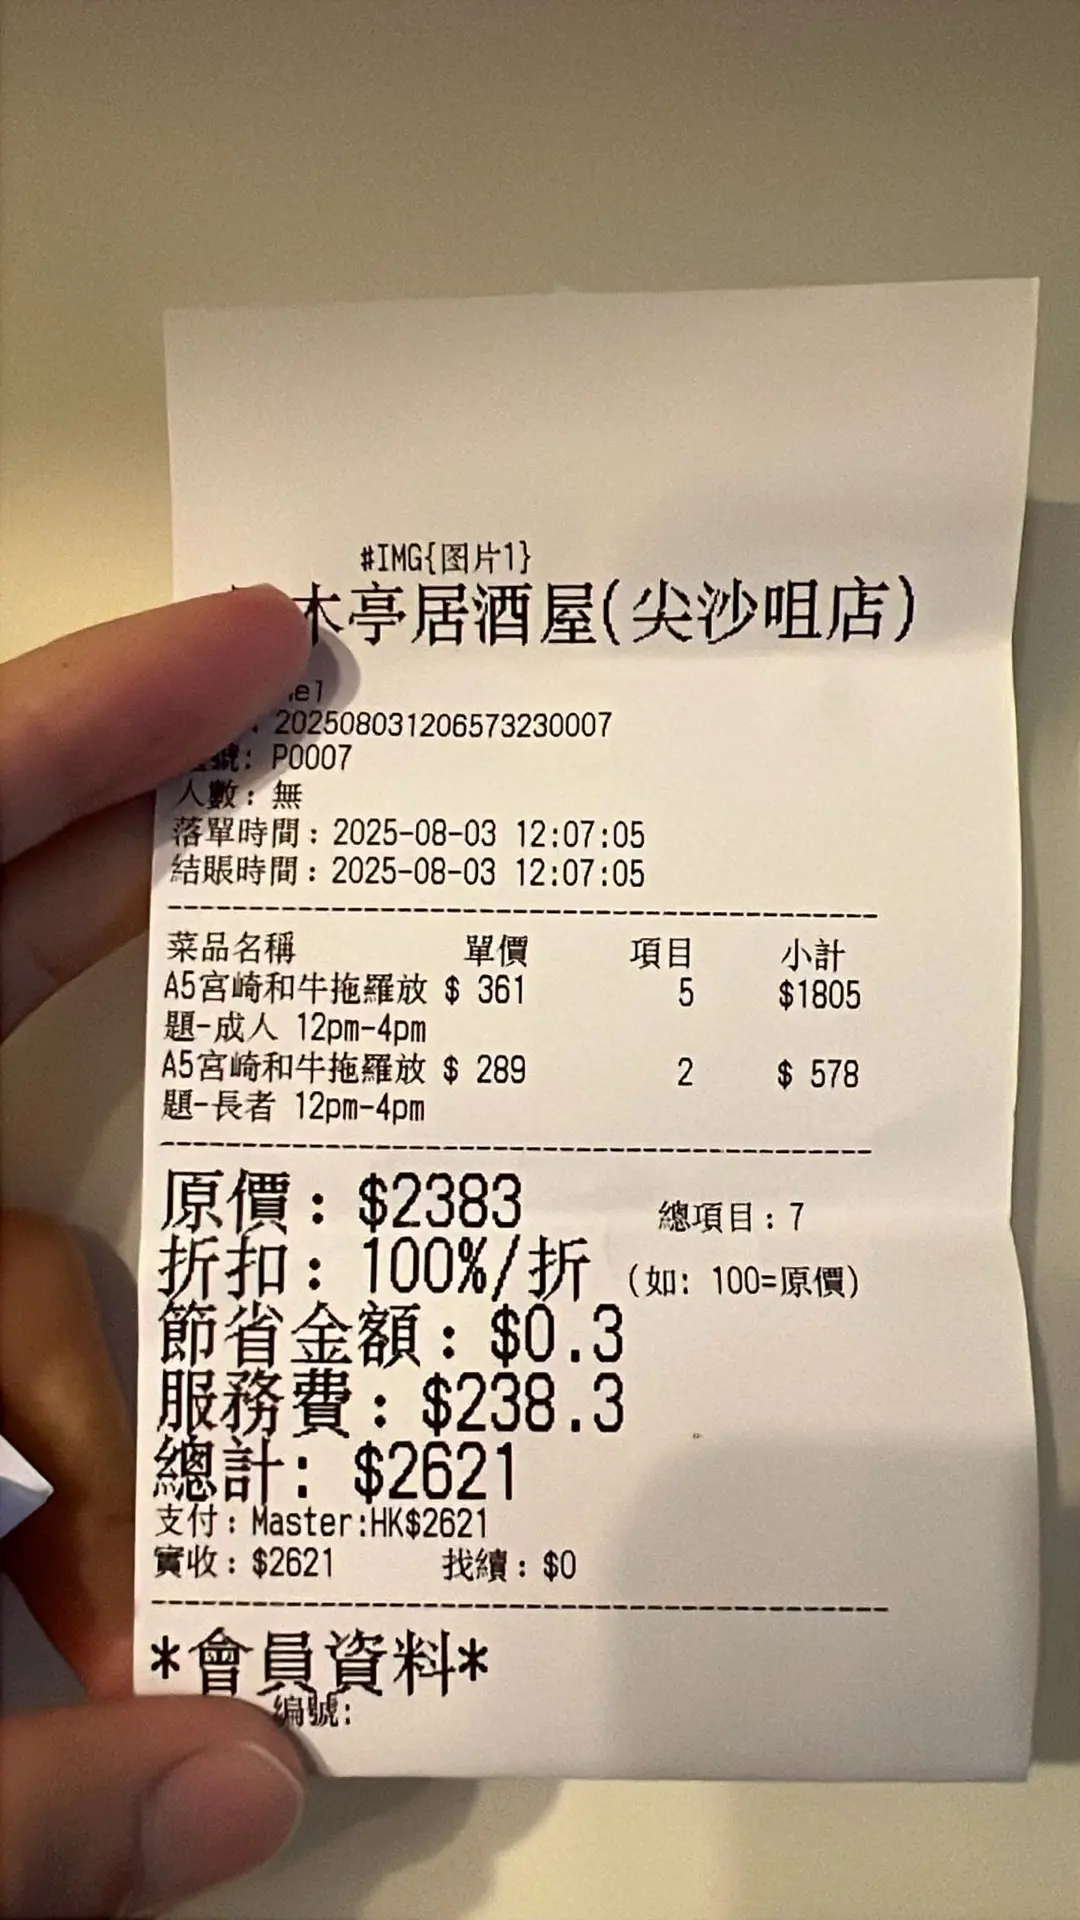 #IMG{图片1}
木亭居酒屋(尖沙咀店)
202508031206573230007
號: P0007
人數: 無
落單時間: 2025-08-03 12:07:05
結賬時間: 2025-08-03 12:07:05
菜品名稱 單價 項目 小計
A5宮崎和牛拖羅放 $ 361 5 $1805
題-成人 12pm-4pm
A5宮崎和牛拖羅放 $ 289 2 $ 578
題-長者 12pm-4pm
原價: $2383 總項目: 7
折扣: 100%/折 (如: 100=原價)
節省金額: $0.3
服務費: $238.3
總計: $2621
支付: Master:HK$2621
實收: $2621 找續: $0
*會員資料*
編號: